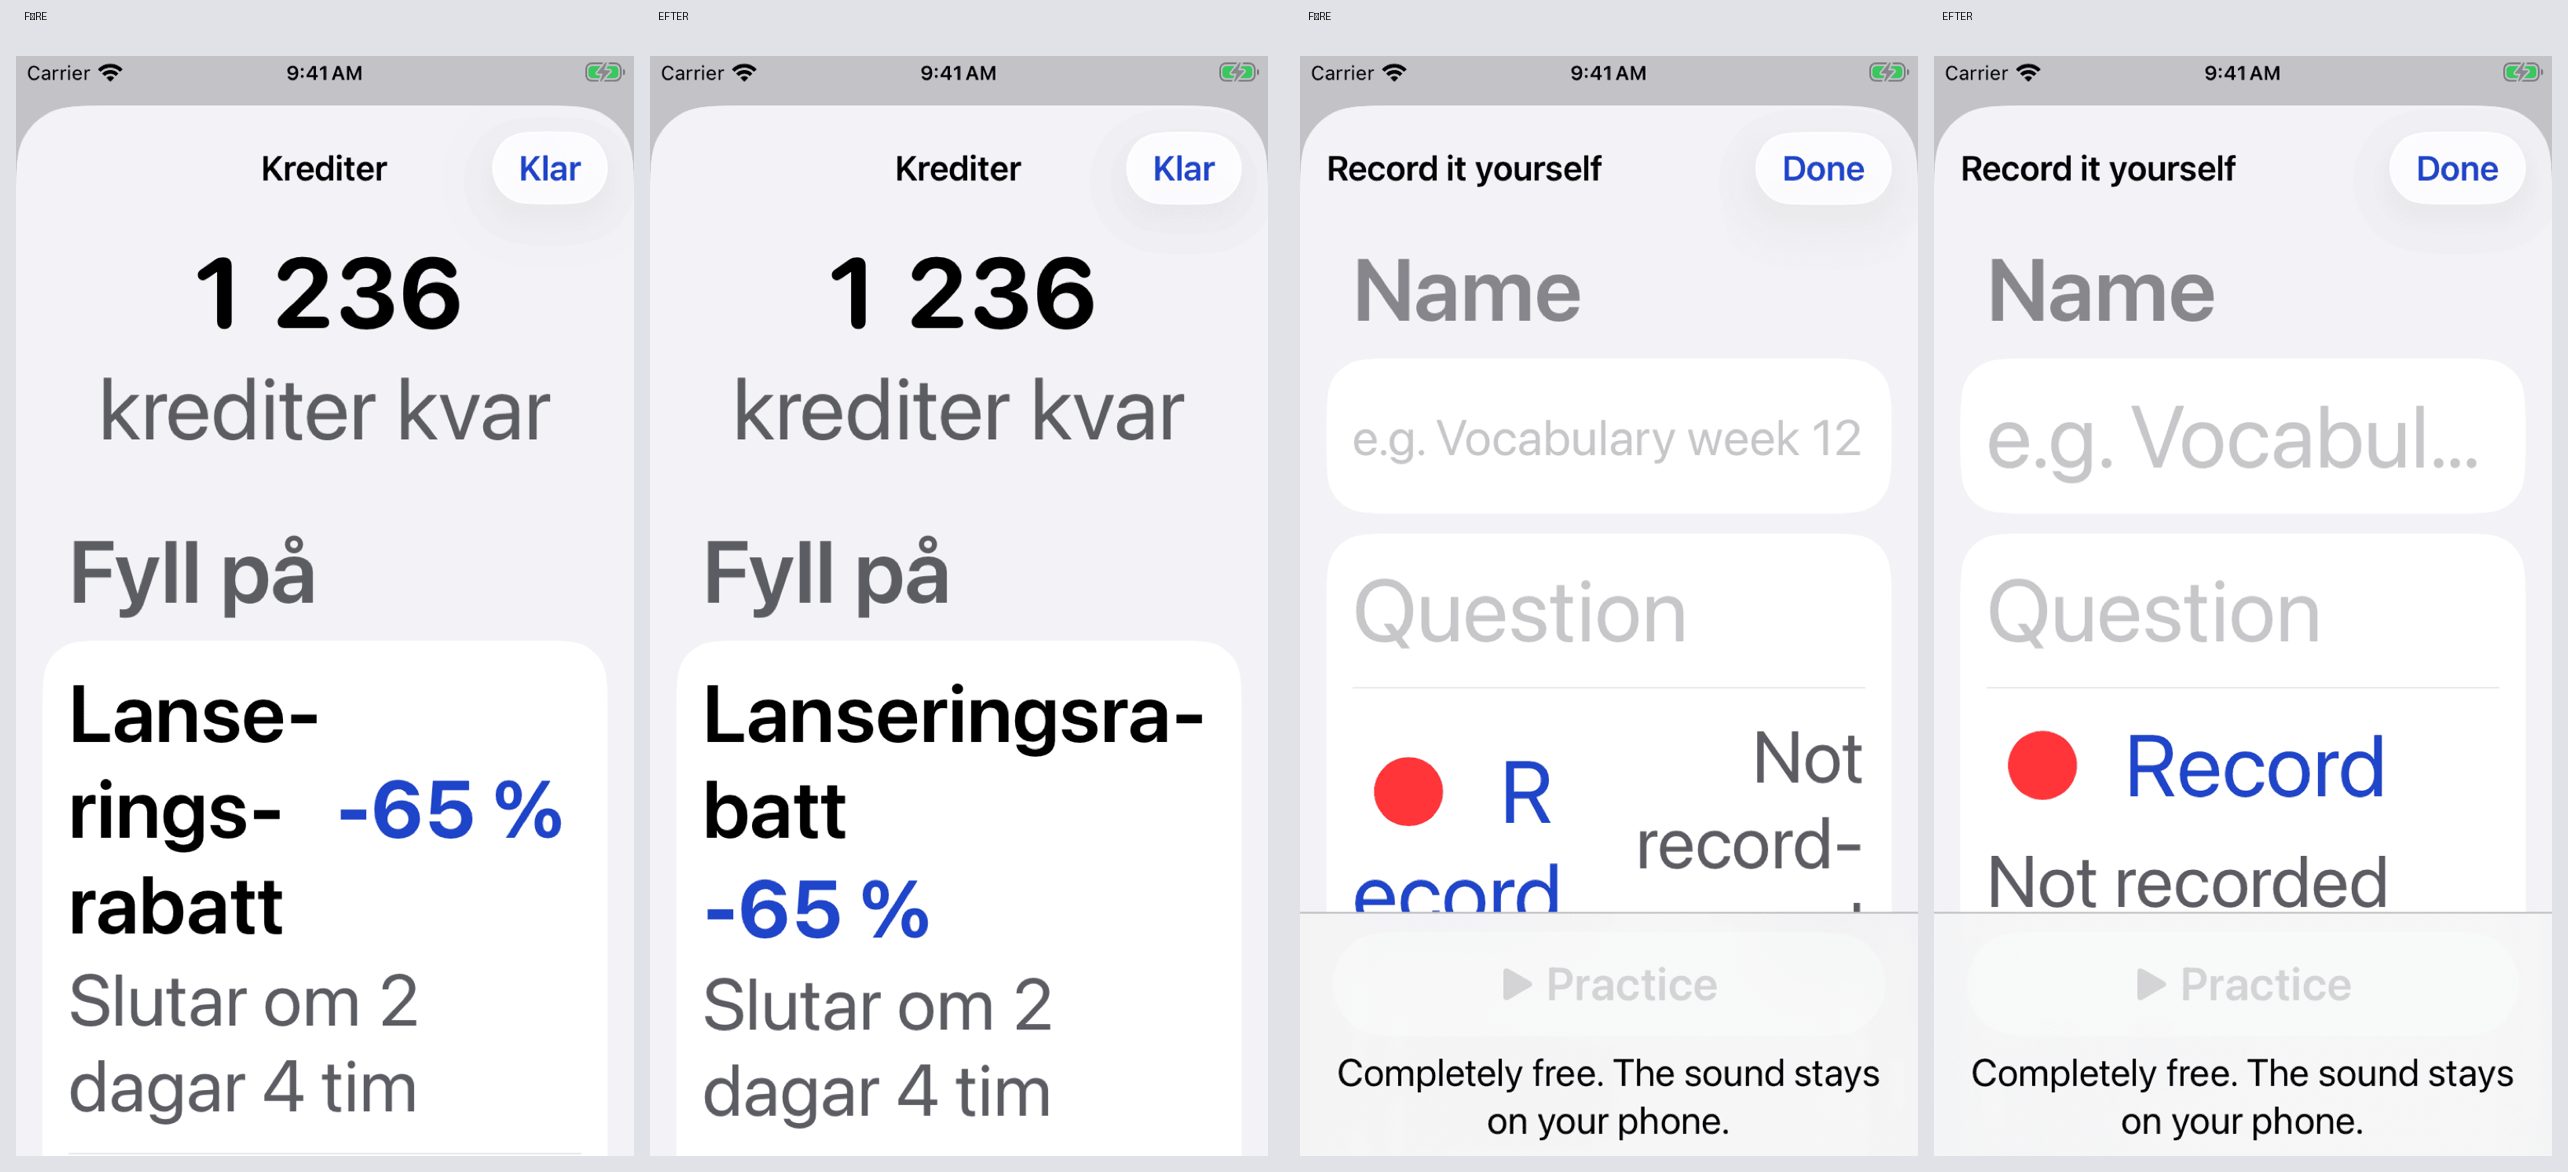 FØRE
Carrier 9:41 AM
Krediter Klar
1 236
krediter kvar
Fyll på
Lanse-
rings- -65 %
rabatt
Slutar om 2
dagar 4 tim
EFTER
Carrier 9:41 AM
Krediter Klar
1 236
krediter kvar
Fyll på
Lanseringsra-
batt
-65 %
Slutar om 2
dagar 4 tim
Carrier 9:41 AM
Record it yourself Done
Name
e.g. Vocabulary week 12
Question
R
ecord
Not
record-
Practice
Completely free. The sound stays
on your phone.
EFTER
Carrier 9:41 AM
Record it yourself Done
Name
e.g. Vocabul...
Question
Record
Not recorded
Practice
Completely free. The sound stays
on your phone.